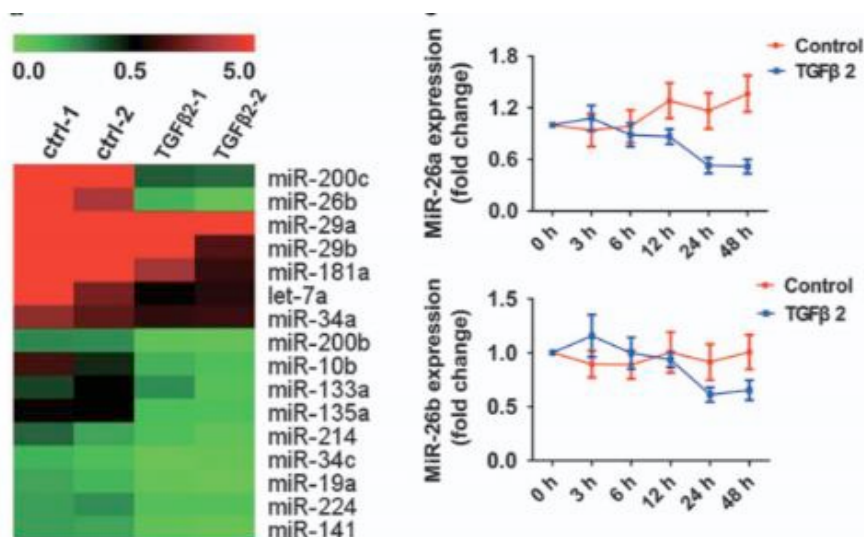 0.0 0.5 5.0
ctrl-1 ctrl-2 TGFβ2-1 TGFβ2-2
miR-200c
miR-26b
miR-29a
miR-29b
miR-181a
let-7a
miR-34a
miR-200b
miR-10b
miR-133a
miR-135a
miR-214
miR-34c
miR-19a
miR-224
miR-141
Control
TGFβ 2
MiR-26a expression
(fold change)
1.8
1.2
0.6
0.0
0 h 3 h 6 h 12 h 24 h 48 h
Control
TGFβ 2
MiR-26b expression
(fold change)
1.5
1.0
0.5
0.0
0 h 3 h 6 h 12 h 24 h 48 h